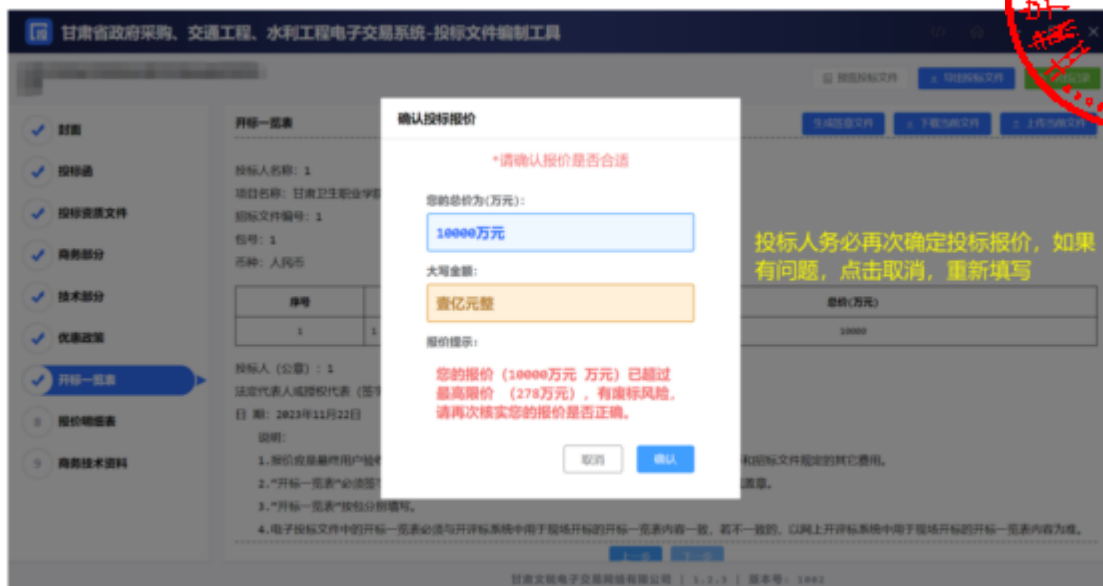 甘肃省政府采购、交通工程、水利工程电子交易系统-投标文件编制工具
预览投标文件
导出投标文件
封面
投标函
投标资质文件
商务部分
技术部分
优惠政策
开标一览表
8 报价明细表
9 商务技术资料
开标一览表
生成签章文件
下载当前文件
上传当前文件
投标人名称: 1
项目名称: 甘肃卫生职业学院
招标文件编号: 1
包号: 1
币种: 人民币
序号
总价(万元)
1
1
10000
投标人 (公章) : 1
法定代表人或授权代表 (签字
日 期: 2023年11月22日
说明:
1.报价应是最终用户验收
和招标文件规定的其它费用。
2."开标一览表"必须签
盖章。
3."开标一览表"按包分别填写。
4.电子投标文件中的开标一览表必须与开评标系统中用于现场开标的开标一览表内容一致, 若不一致的, 以网上开评标系统中用于现场开标的开标一览表内容为准。
上一步
下一步
确认投标报价
*请确认报价是否合适
您的总价为(万元):
10000万元
大写金额:
壹亿元整
报价提示:
您的报价 (10000万元 万元) 已超过
最高限价 (278万元) , 有废标风险,
请再次核实您的报价是否正确。
取消
确认
投标人务必再次确定投标报价，如果
有问题，点击取消，重新填写
甘肃文锐电子交易网络有限公司 | 1.2.3 | 版本号: 1002